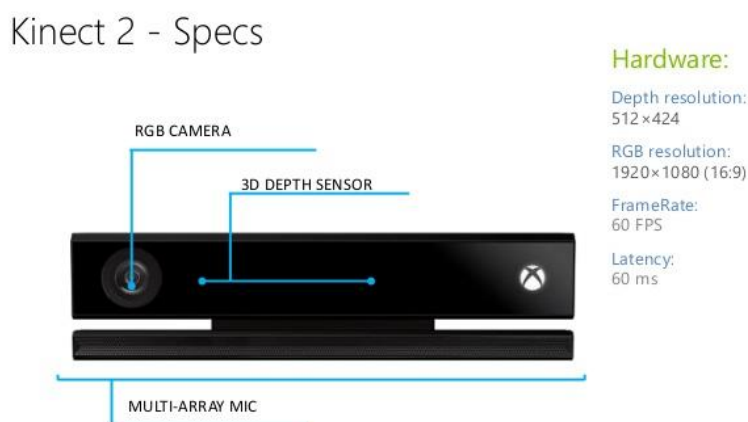 Kinect 2 - Specs
Hardware:
Depth resolution:
512×424
RGB resolution:
1920×1080 (16:9)
FrameRate:
60 FPS
Latency:
60 ms
RGB CAMERA
3D DEPTH SENSOR
MULTI-ARRAY MIC